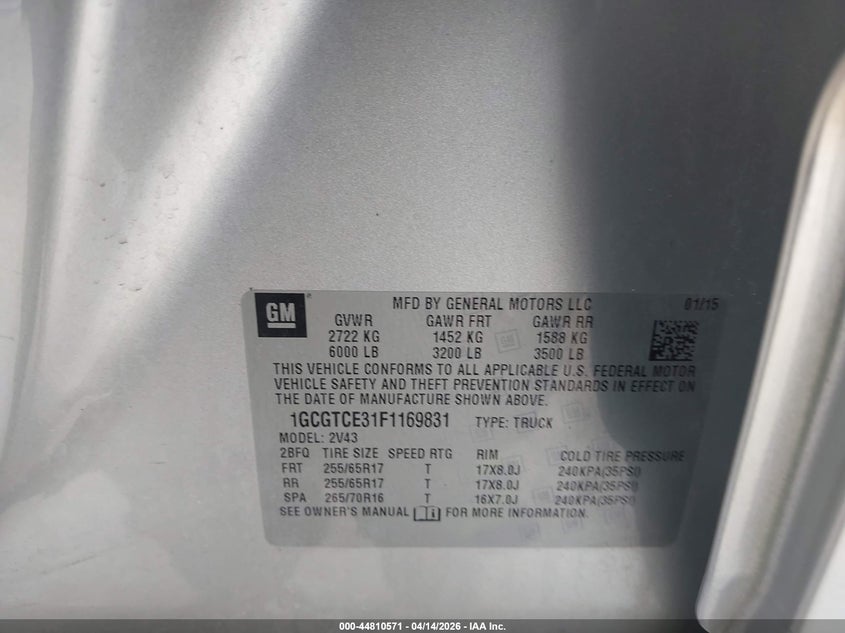 GM
MFD BY GENERAL MOTORS LLC 01/15
GVWR GAWR FRT GAWR RR
2722 KG 1452 KG 1588 KG
6000 LB 3200 LB 3500 LB
THIS VEHICLE CONFORMS TO ALL APPLICABLE U.S. FEDERAL MOTOR
VEHICLE SAFETY AND THEFT PREVENTION STANDARDS IN EFFECT ON
THE DATE OF MANUFACTURE SHOWN ABOVE.
1GCGTCE31F1169831 TYPE: TRUCK
MODEL: 2V43
2BFQ TIRE SIZE SPEED RTG RIM COLD TIRE PRESSURE
FRT 255/65R17 T 17X8.0J 240KPA(35PSI)
RR 255/65R17 T 17X8.0J 240KPA(35PSI)
SPA 265/70R16 T 16X7.0J 240KPA(35PSI)
SEE OWNER'S MANUAL FOR MORE INFORMATION.
000-44810571 - 04/14/2026 - IAA Inc.